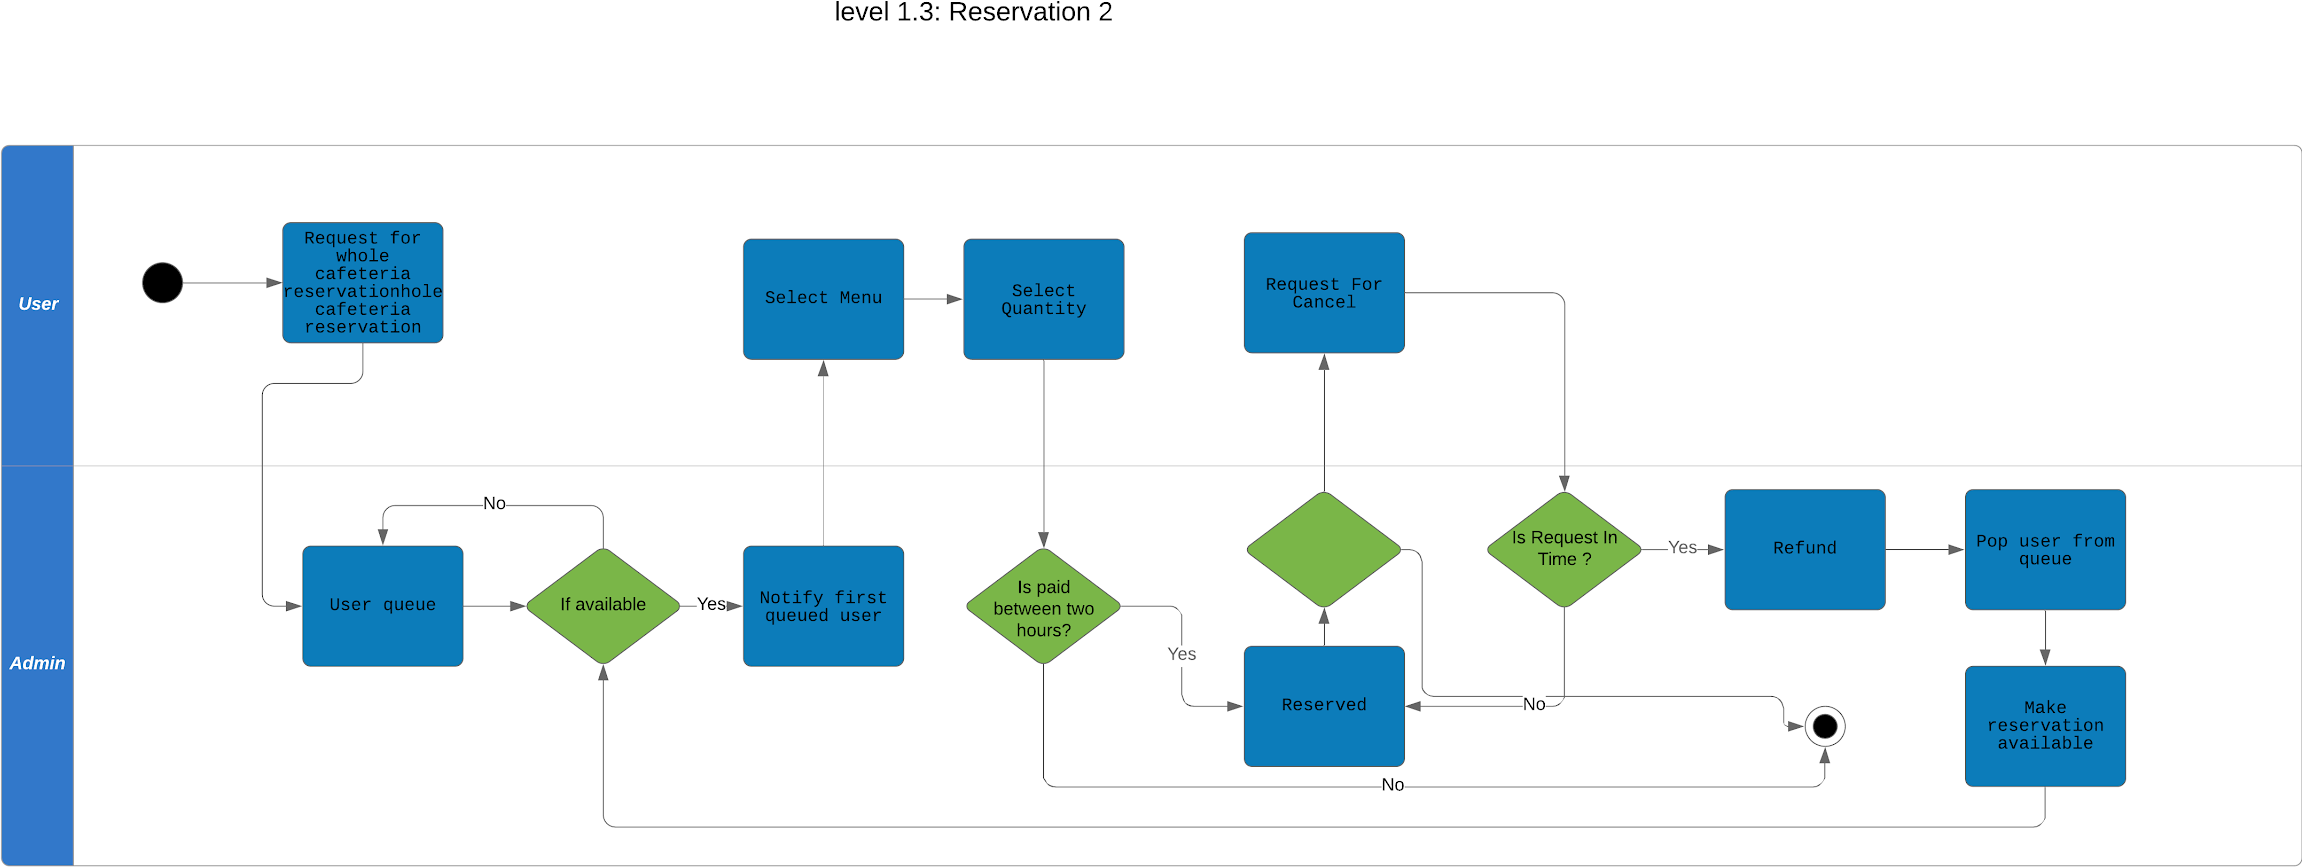 level 1.3: Reservation 2
User
Request for
whole
cafeteria
reservationhole
cafeteria
reservation
Select Menu
Select
Quantity
Request For
Cancel
Admin
No
User queue
If available
Yes
Notify first
queued user
Is paid
between two
hours?
Yes
Reserved
Is Request In
Time ?
Yes
No
No
Refund
Pop user from
queue
Make
reservation
available